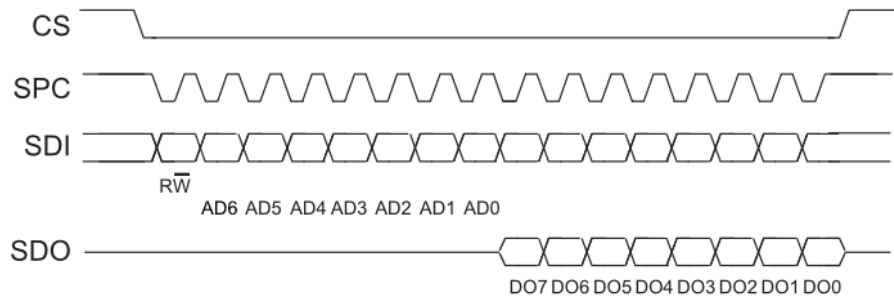 CS
SPC
SDI
RW̅
AD6 AD5 AD4 AD3 AD2 AD1 AD0
SDO
DO7 DO6 DO5 DO4 DO3 DO2 DO1 DO0